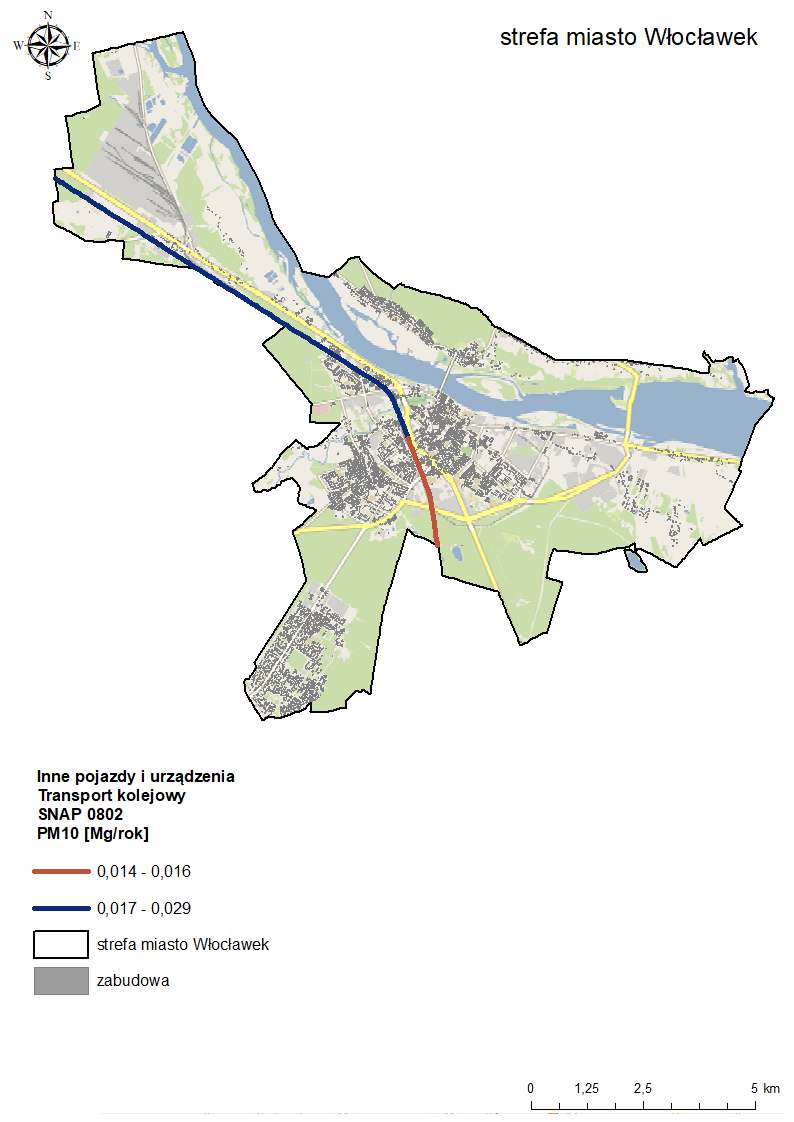 N
W E
S
strefa miasto Włocławek
Inne pojazdy i urządzenia
Transport kolejowy
SNAP 0802
PM10 [Mg/rok]
0,014 - 0,016
0,017 - 0,029
strefa miasto Włocławek
zabudowa
0 1,25 2,5 5 km